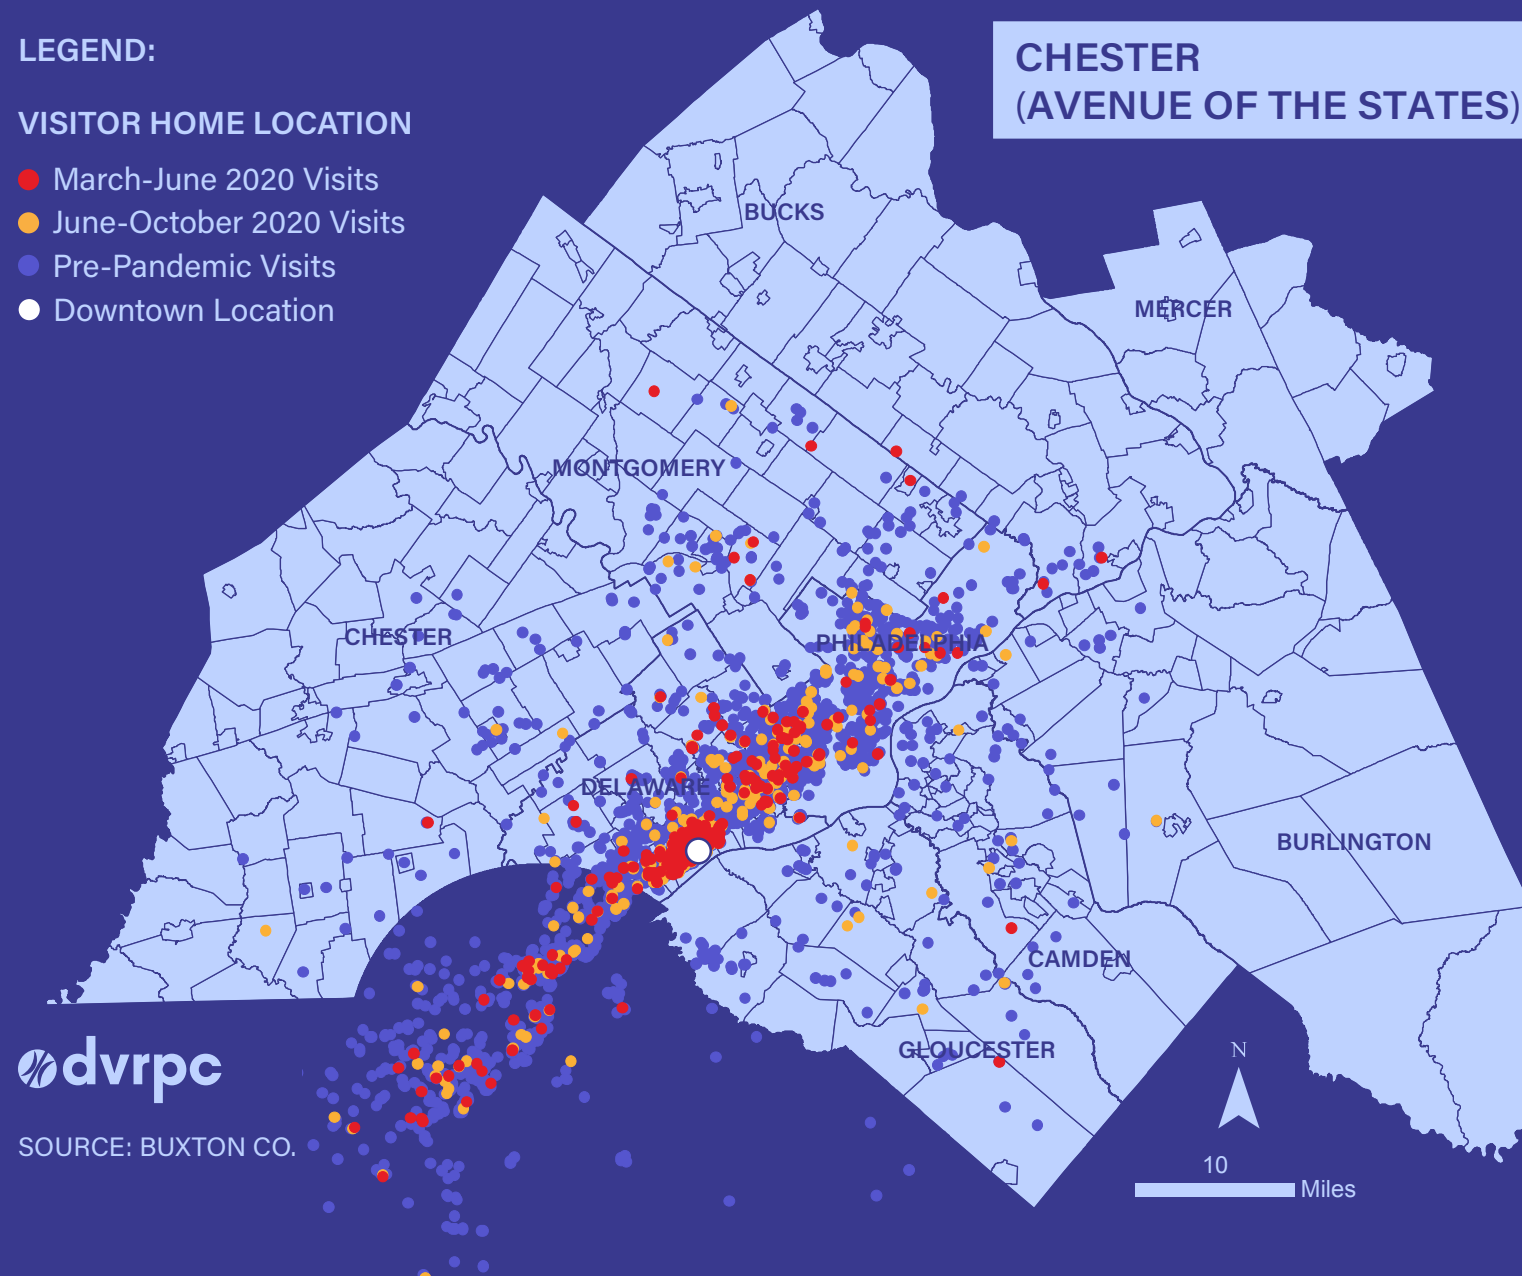 LEGEND:
VISITOR HOME LOCATION
March-June 2020 Visits
June-October 2020 Visits
Pre-Pandemic Visits
Downtown Location
CHESTER
(AVENUE OF THE STATES)
BUCKS
MERCER
MONTGOMERY
CHESTER
PHILADELPHIA
DELAWARE
BURLINGTON
CAMDEN
GLOUCESTER
dvrpc
SOURCE: BUXTON CO.
N
10
Miles